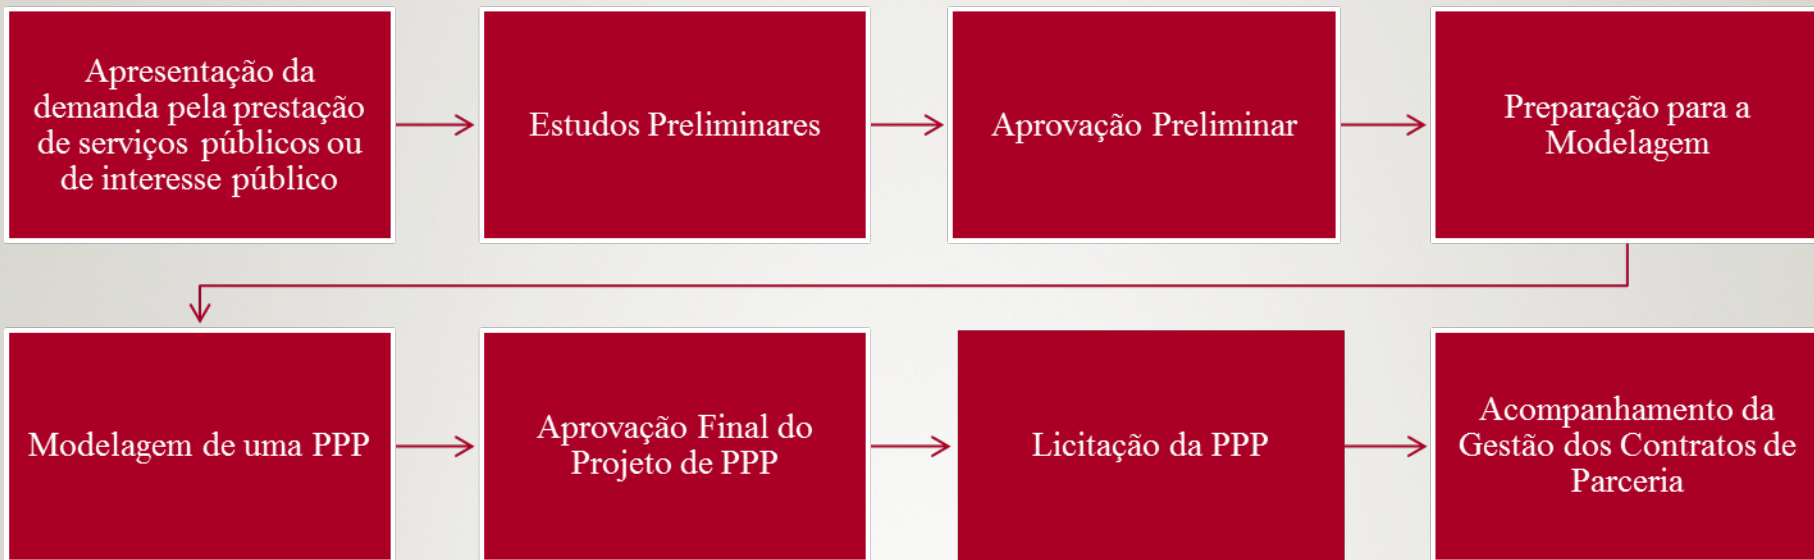 Apresentação da
demanda pela prestação
de serviços públicos ou
de interesse público
Estudos Preliminares
Aprovação Preliminar
Preparação para a
Modelagem
Modelagem de uma PPP
Aprovação Final do
Projeto de PPP
Licitação da PPP
Acompanhamento da
Gestão dos Contratos de
Parceria